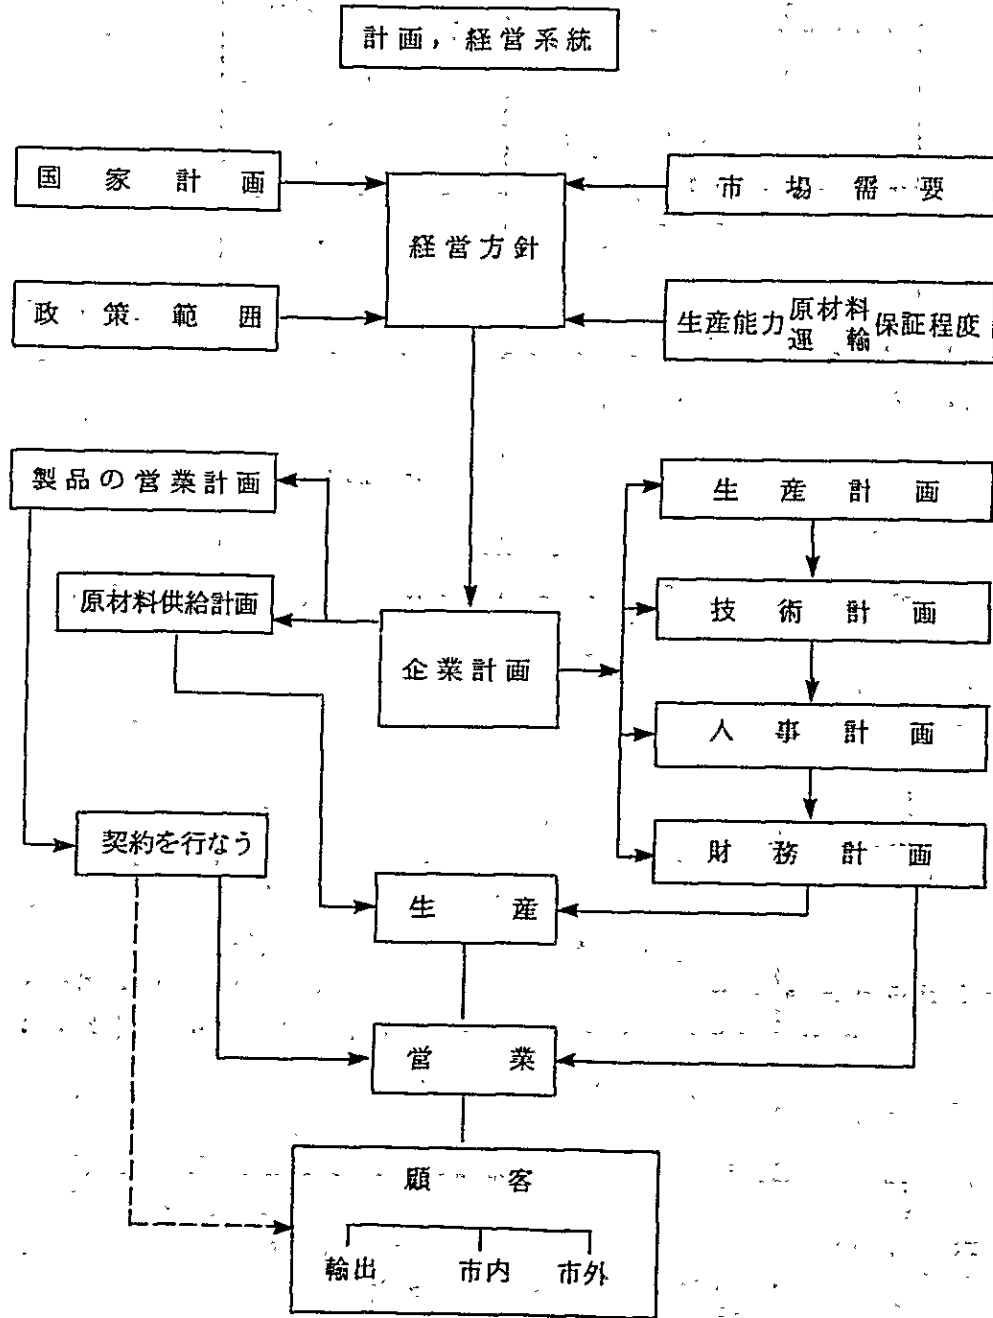 計画，経営系統
国家計画
市場需要
経営方針
政策範囲
生産能力 原材料 保証程度
運輸
製品の営業計画
生産計画
原材料供給計画
技術計画
企業計画
人事計画
契約を行なう
財務計画
生産
営業
顧客
輸出 市内 市外